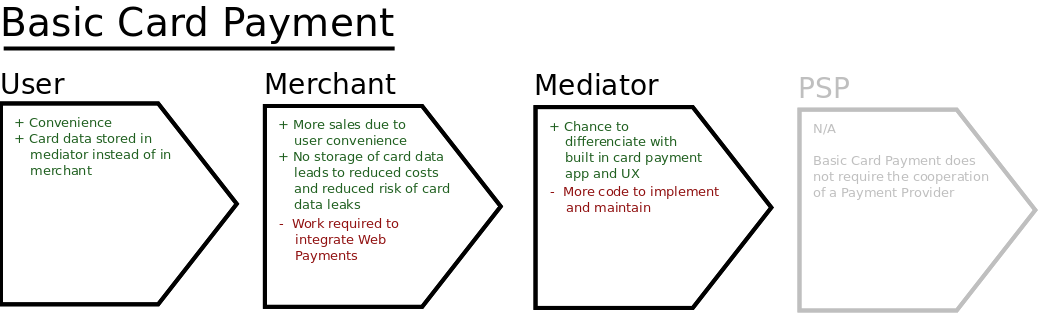 Basic Card Payment
User
+ Convenience
+ Card data stored in
mediator instead of in
merchant
Merchant
+ More sales due to
user convenience
+ No storage of card data
leads to reduced costs
and reduced risk of card
data leaks
- Work required to
integrate Web
Payments
Mediator
+ Chance to
differenciate with
built in card payment
app and UX
- More code to implement
and maintain
PSP
N/A
Basic Card Payment does
not require the cooperation
of a Payment Provider